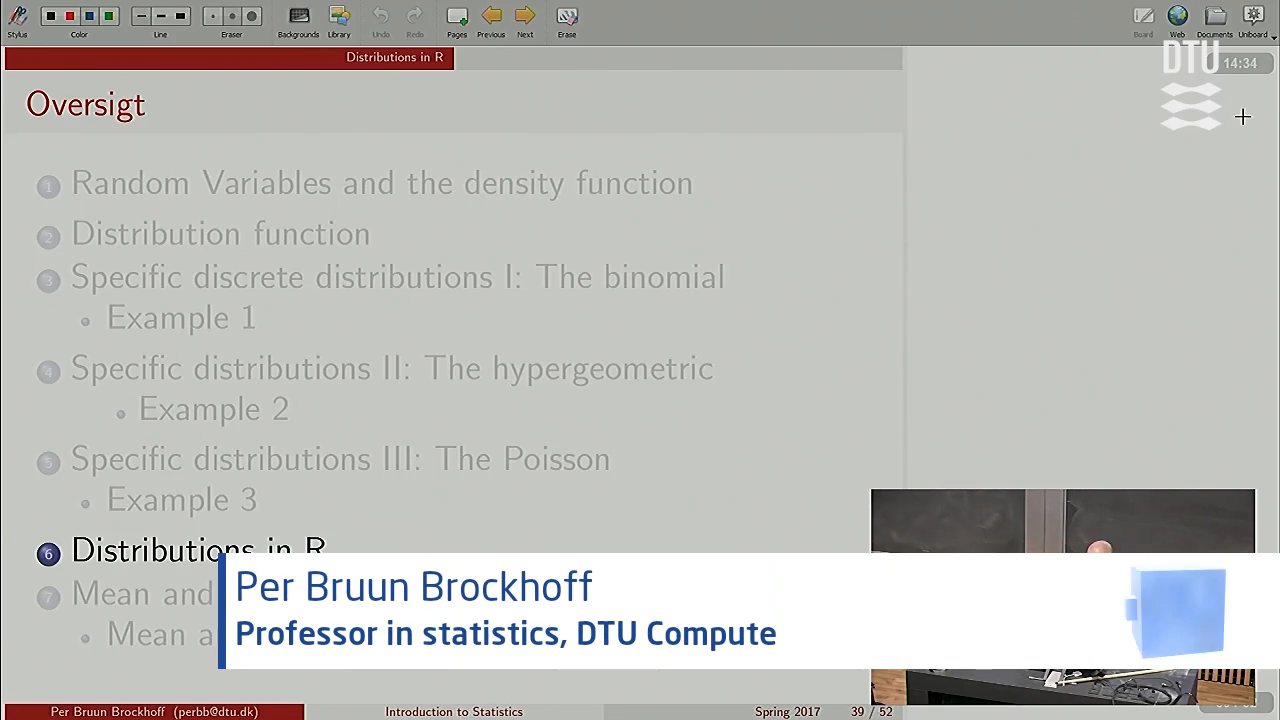 Stylus
Color
Line
Eraser
Backgrounds
Library
Undo
Redo
Pages
Previous
Next
Erase
Board
Web
Documents
Uniboard
Distributions in R
DTU
14:34
Oversigt
1 Random Variables and the density function
2 Distribution function
3 Specific discrete distributions I: The binomial
Example 1
4 Specific distributions II: The hypergeometric
Example 2
5 Specific distributions III: The Poisson
Example 3
6 Distributions in R
7 Mean and
Mean a
Per Bruun Brockhoff
Professor in statistics, DTU Compute
Per Bruun Brockhoff (perbb@dtu.dk)
Introduction to Statistics
Spring 2017
39 / 52